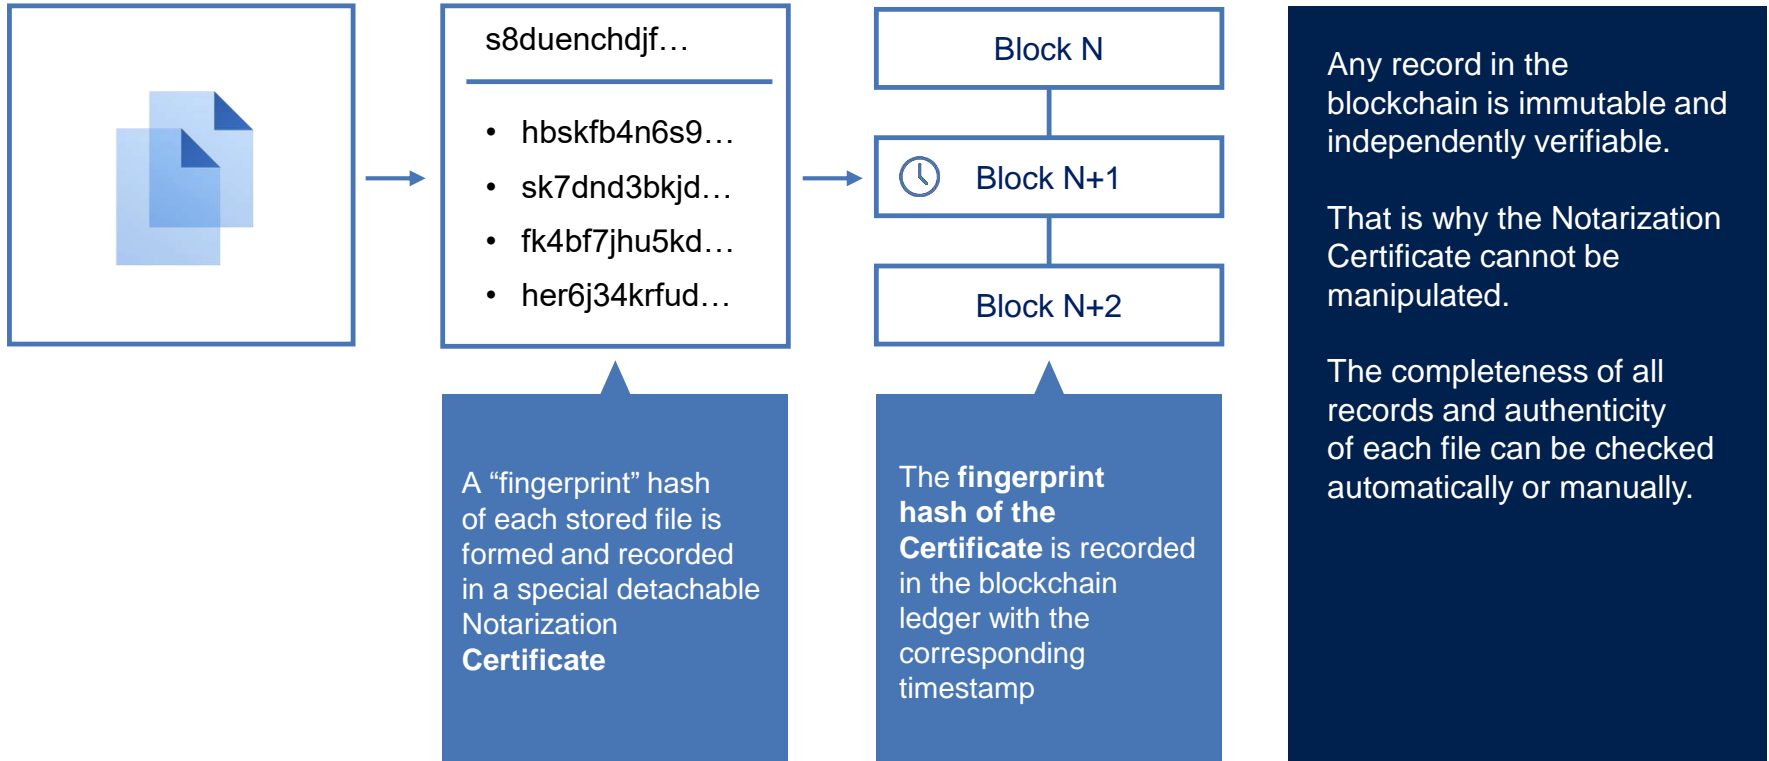 s8duenchdjf…
• hbskfb4n6s9…
• sk7dnd3bkjd…
• fk4bf7jhu5kd…
• her6j34krfud…
Block N
Block N+1
Block N+2
A “fingerprint” hash
of each stored file is
formed and recorded
in a special detachable
Notarization
Certificate
The fingerprint
hash of the
Certificate is recorded
in the blockchain
ledger with the
corresponding
timestamp
Any record in the
blockchain is immutable and
independently verifiable.
That is why the Notarization
Certificate cannot be
manipulated.
The completeness of all
records and authenticity
of each file can be checked
automatically or manually.